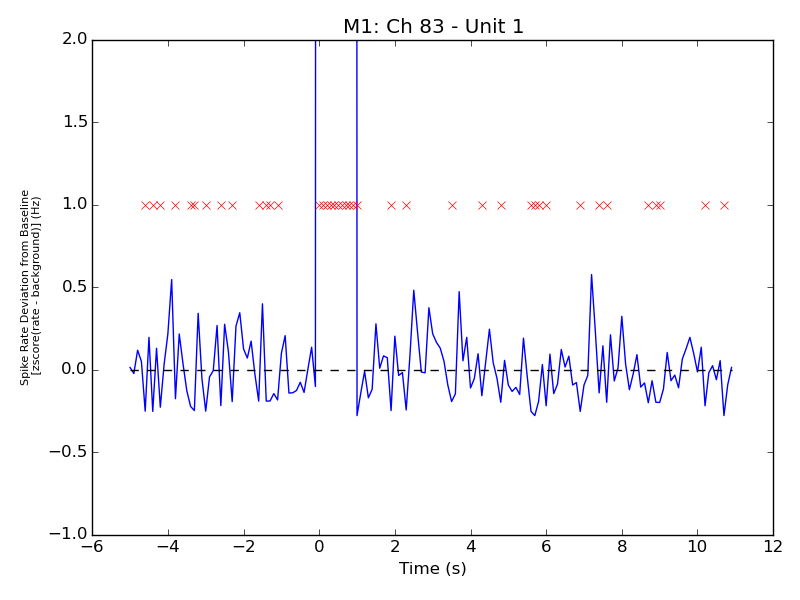 M1: Ch 83 - Unit 1
2.0
1.5
1.0
0.5
0.0
−0.5
−1.0
Spike Rate Deviation from Baseline
[zscore(rate - background)] (Hz)
−6 −4 −2 0 2 4 6 8 10 12
Time (s)